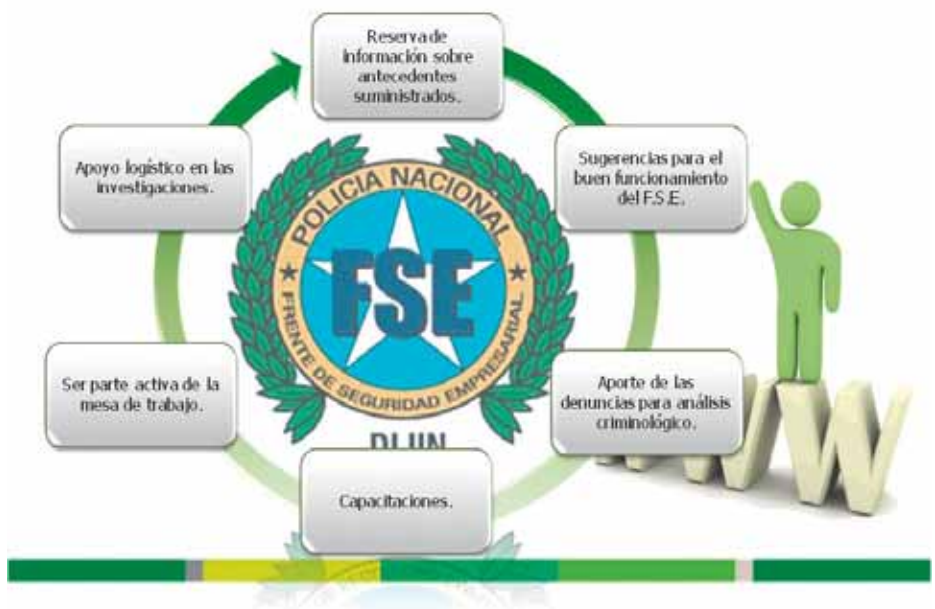 Reserva de
información sobre
antecedentes
suministrados.
Apoyo logístico en las
investigaciones.
Sugerencias para el
buen funcionamiento
del F.S.E.
POLICIA NACIONAL
FSE
FRENTE DE SEGURIDAD EMPRESARIAL
Ser parte activa de la
mesa de trabajo.
Aporte de las
denuncias para análisis
criminológico.
WWW
Capacitaciones.